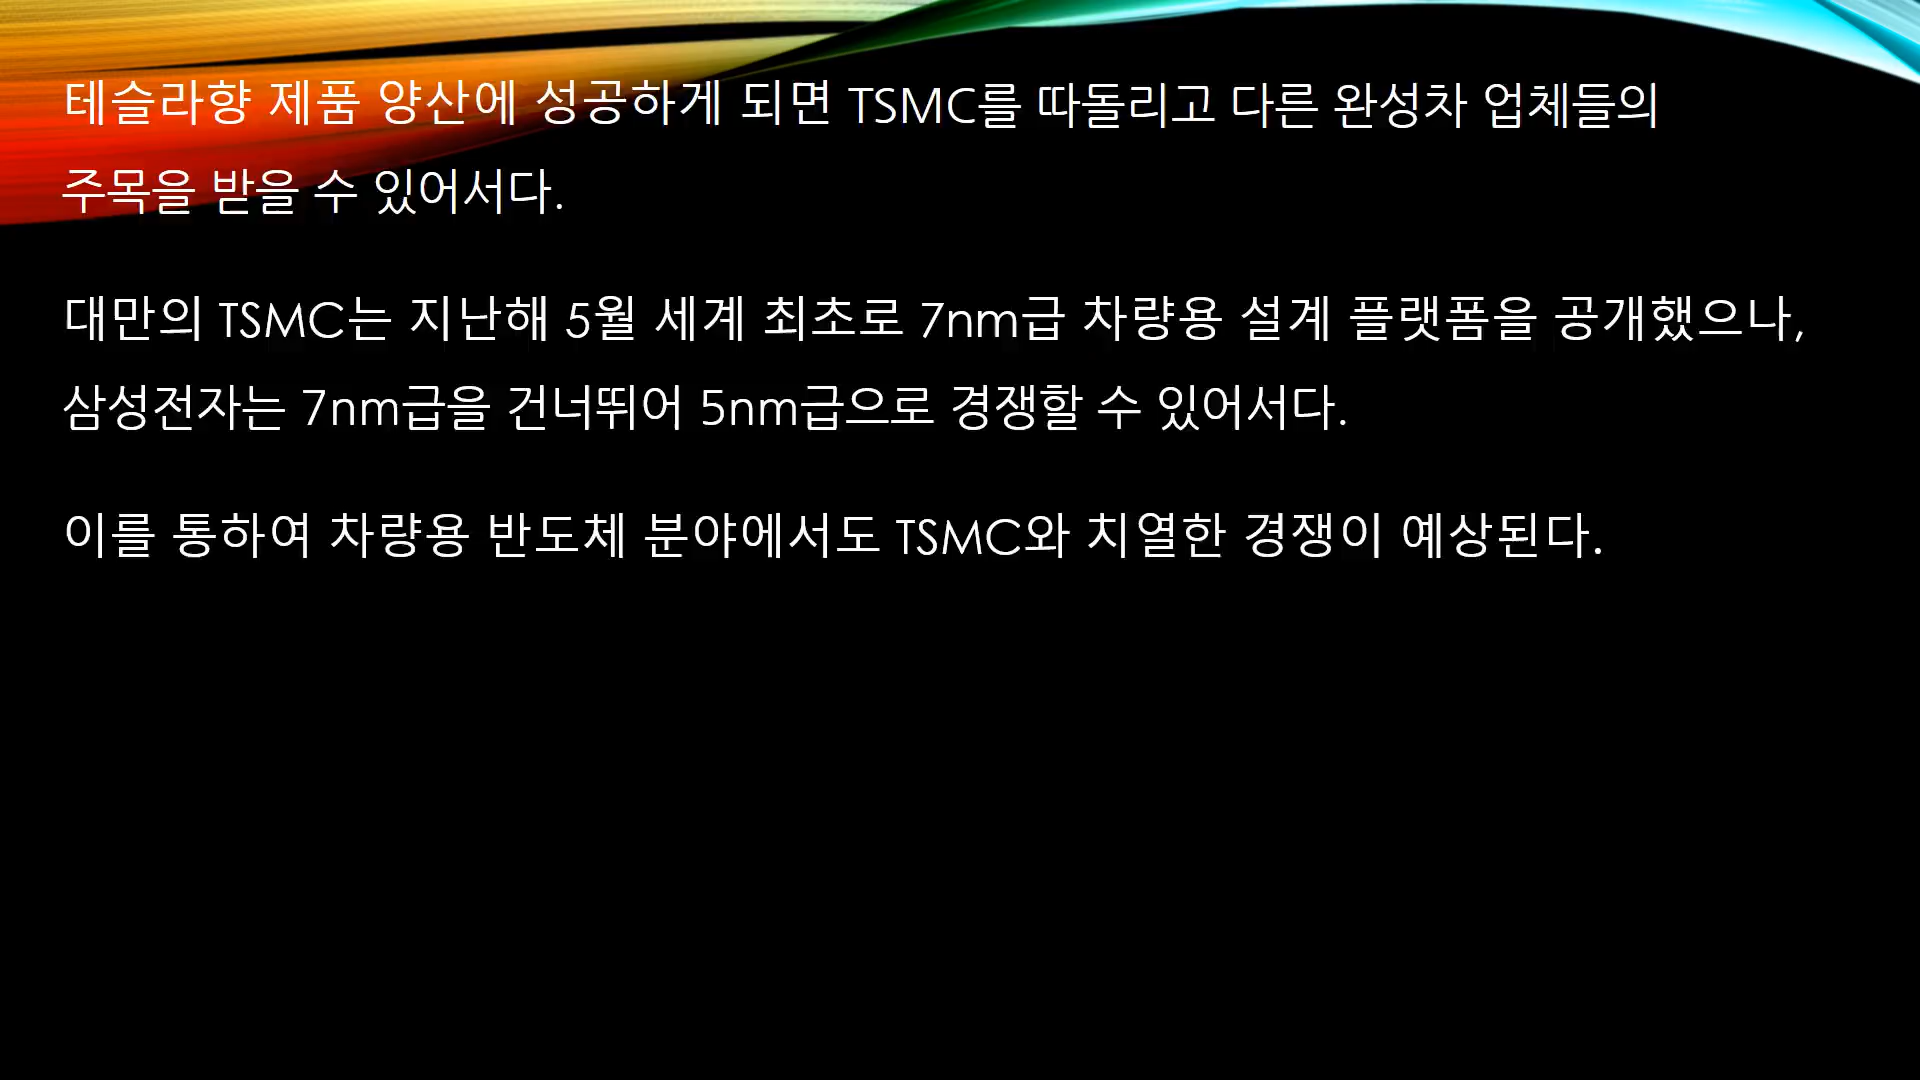 테슬라향 제품 양산에 성공하게 되면 TSMC를 따돌리고 다른 완성차 업체들의
주목을 받을 수 있어서다.
대만의 TSMC는 지난해 5월 세계 최초로 7nm급 차량용 설계 플랫폼을 공개했으나,
삼성전자는 7nm급을 건너뛰어 5nm급으로 경쟁할 수 있어서다.
이를 통하여 차량용 반도체 분야에서도 TSMC와 치열한 경쟁이 예상된다.